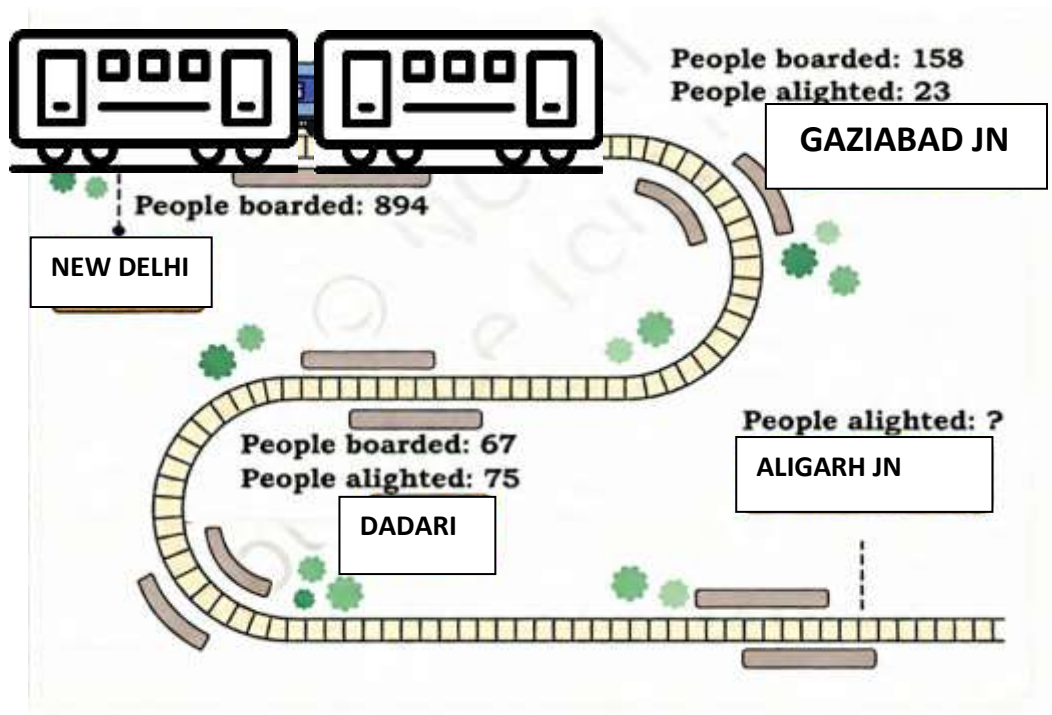 People boarded: 158
People alighted: 23
GAZIABAD JN
People boarded: 894
NEW DELHI
People alighted: ?
ALIGARH JN
People boarded: 67
People alighted: 75
DADARI